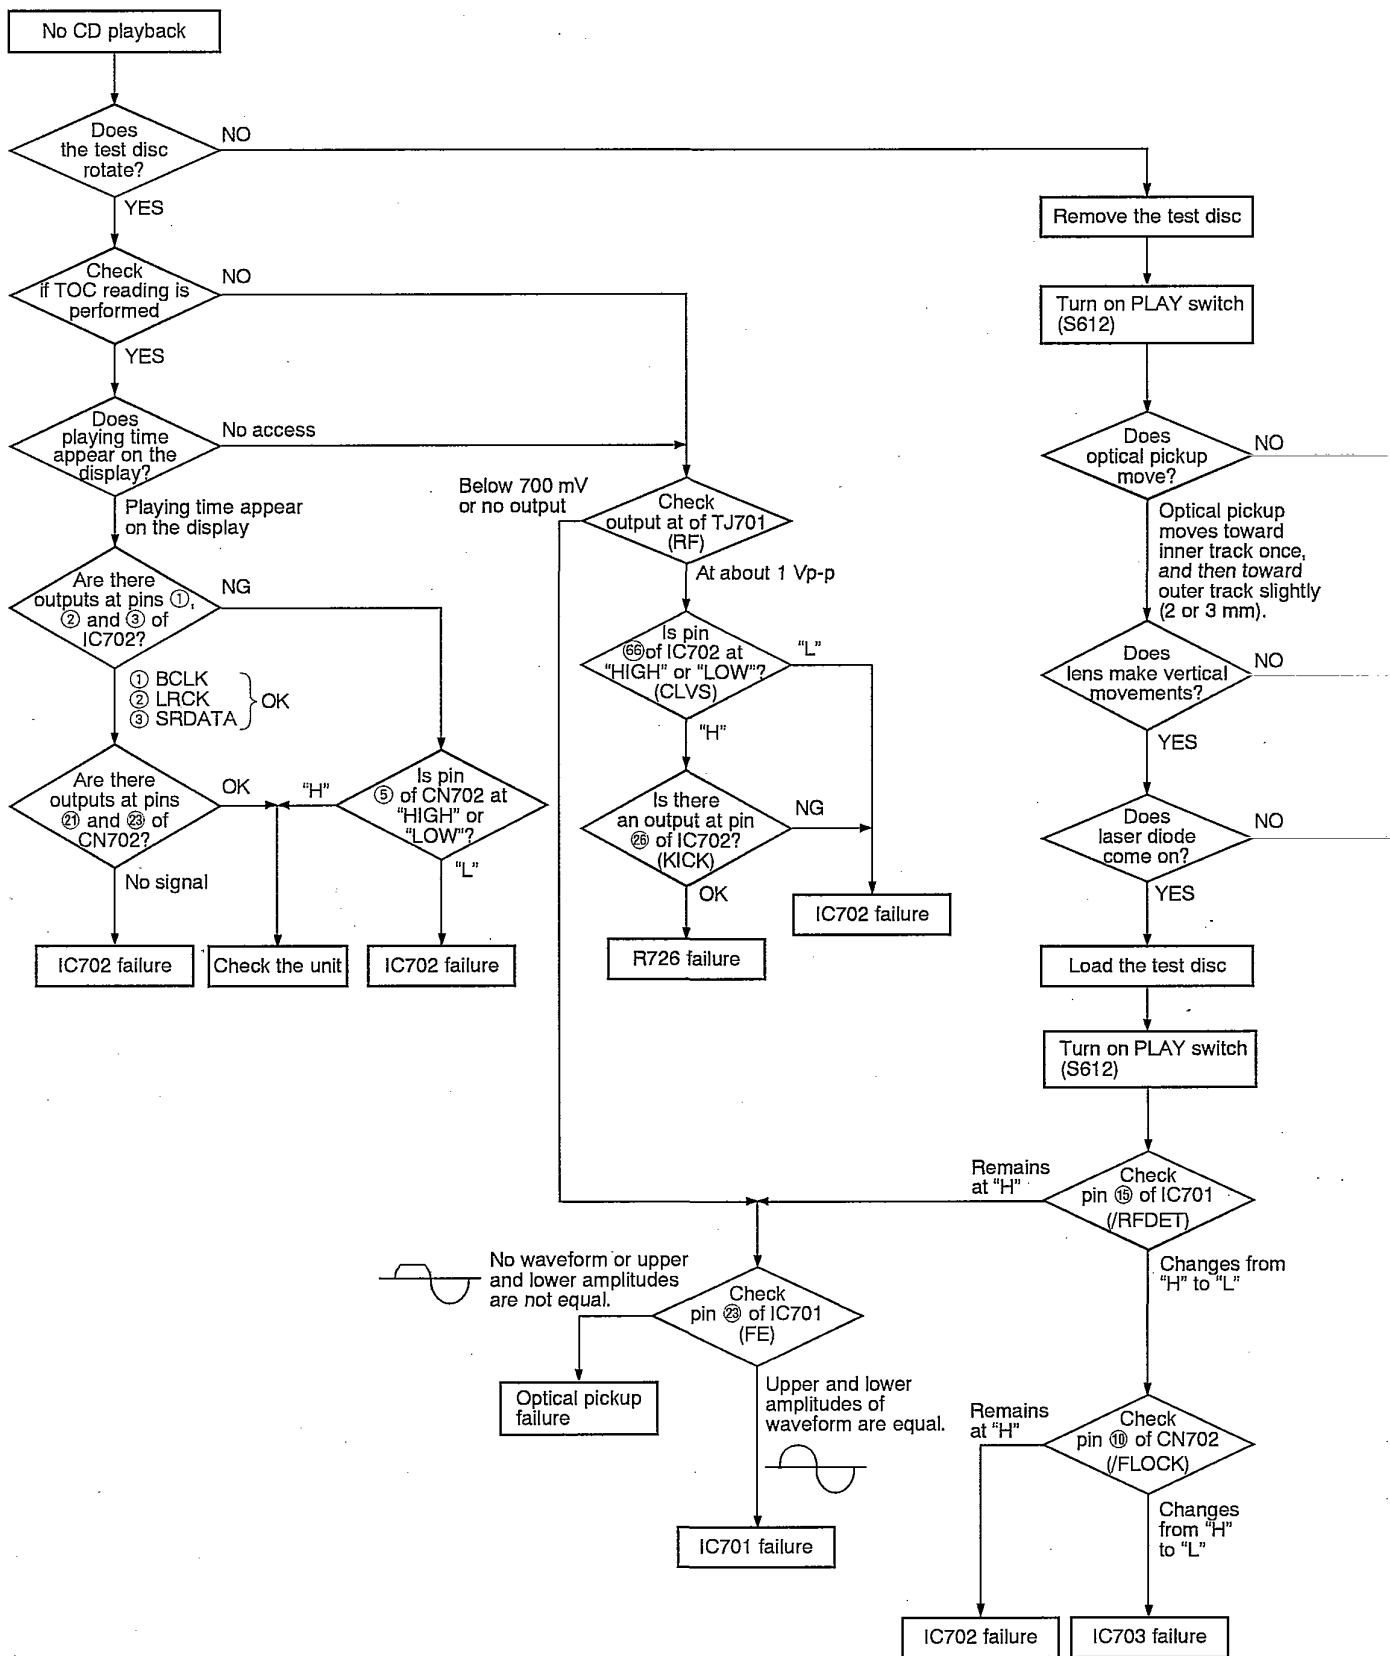 No CD playback
Does
the test disc
rotate?
NO
YES
Check
if TOC reading is
performed
NO
YES
Does
playing time
appear on the
display?
No access
Playing time appear
on the display
Are there
outputs at pins ①,
② and ③ of
IC702?
NG
① BCLK
② LRCK
③ SRDATA
OK
Are there
outputs at pins
㉑ and ㉓ of
CN702?
OK
No signal
"H"
Is pin
⑤ of CN702 at
"HIGH" or
"LOW"?
"L"
IC702 failure
Check the unit
IC702 failure
Below 700 mV
or no output
Check
output at of TJ701
(RF)
At about 1 Vp-p
Is pin
66 of IC702 at
"HIGH" or "LOW"?
(CLVS)
"L"
"H"
Is there
an output at pin
㉖ of IC702?
(KICK)
NG
OK
IC702 failure
R726 failure
Remove the test disc
Turn on PLAY switch
(S612)
Does
optical pickup
move?
NO
Optical pickup
moves toward
inner track once,
and then toward
outer track slightly
(2 or 3 mm).
Does
lens make vertical
movements?
NO
YES
Does
laser diode
come on?
NO
YES
Load the test disc
Turn on PLAY switch
(S612)
Check
pin ⑮ of IC701
(/RFDET)
Remains
at "H"
Changes from
"H" to "L"
No waveform or upper
and lower amplitudes
are not equal.
Check
pin ㉓ of IC701
(FE)
Optical pickup
failure
Upper and lower
amplitudes of
waveform are equal.
IC701 failure
Remains
at "H"
Check
pin ⑩ of CN702
(/FLOCK)
Changes
from "H"
to "L"
IC702 failure
IC703 failure